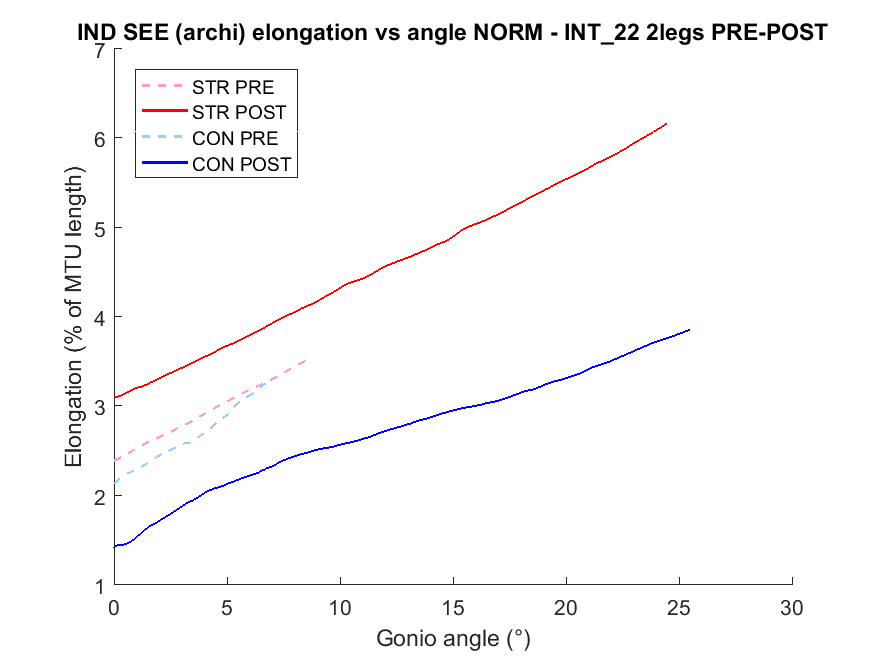 IND SEE (archi) elongation vs angle NORM - INT_22 2legs PRE-POST
7
STR PRE
STR POST
CON PRE
CON POST
6
5
4
3
2
1
Elongation (% of MTU length)
0 5 10 15 20 25 30
Gonio angle (°)